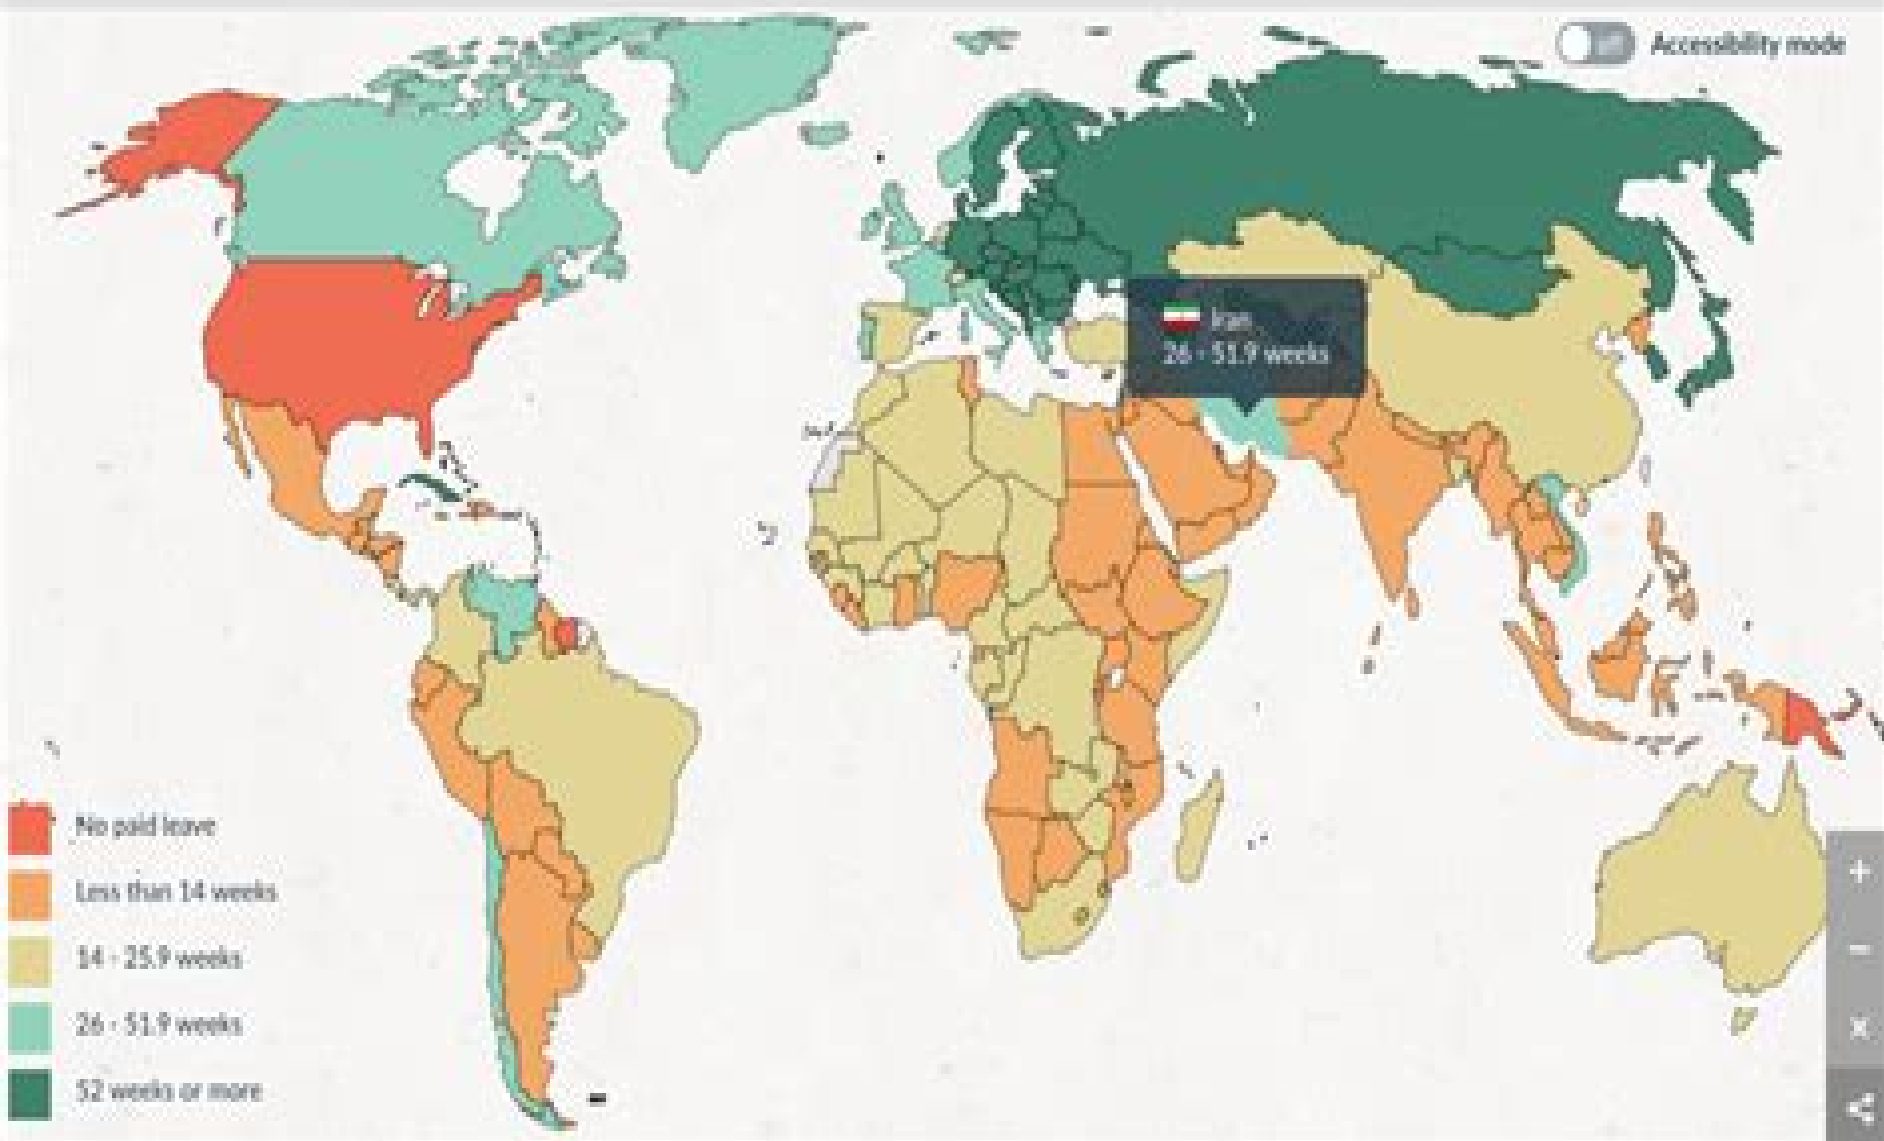 Accessibility mode
Iran
26 - 51.9 weeks
No paid leave
Less than 14 weeks
14 - 25.9 weeks
26 - 51.9 weeks
52 weeks or more